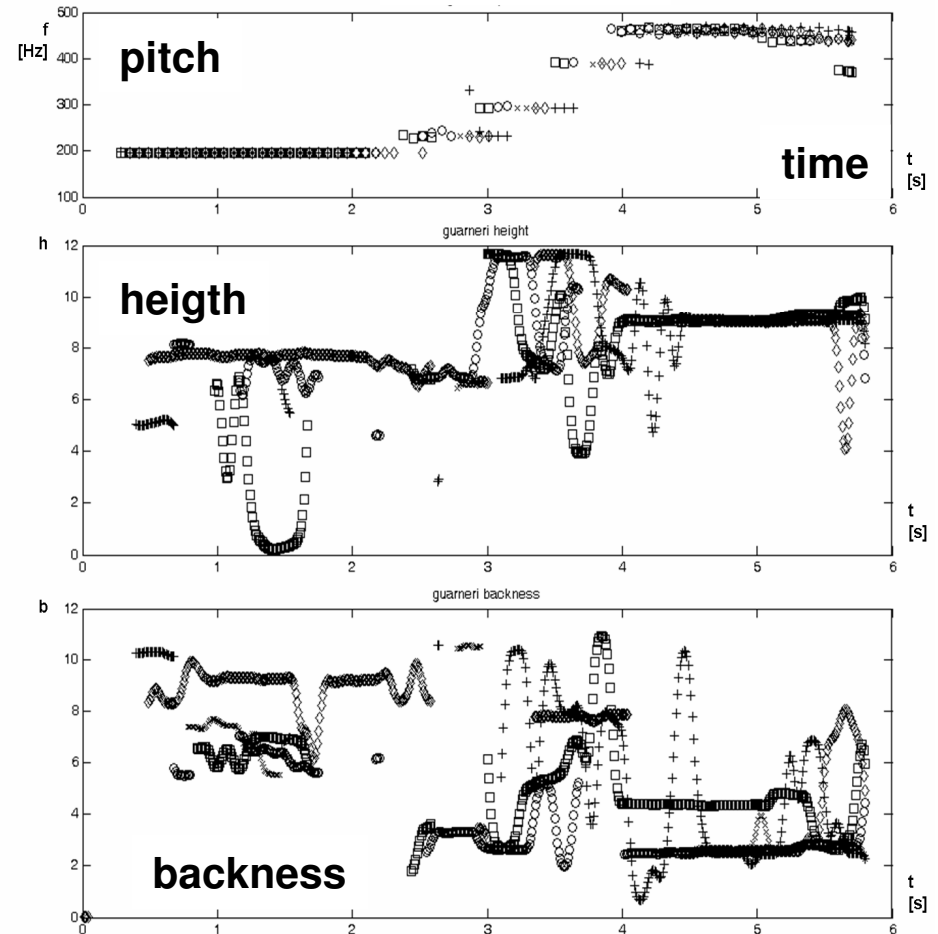 f
[Hz]
500
400
300
200
100
pitch
time
t
[s]
0 1 2 3 4 5 6
guarneri height
h
12
10
8
6
4
2
0
heigth
t
[s]
0 1 2 3 4 5 6
guarneri backness
b
12
10
8
6
4
2
0
backness
t
[s]
0 1 2 3 4 5 6